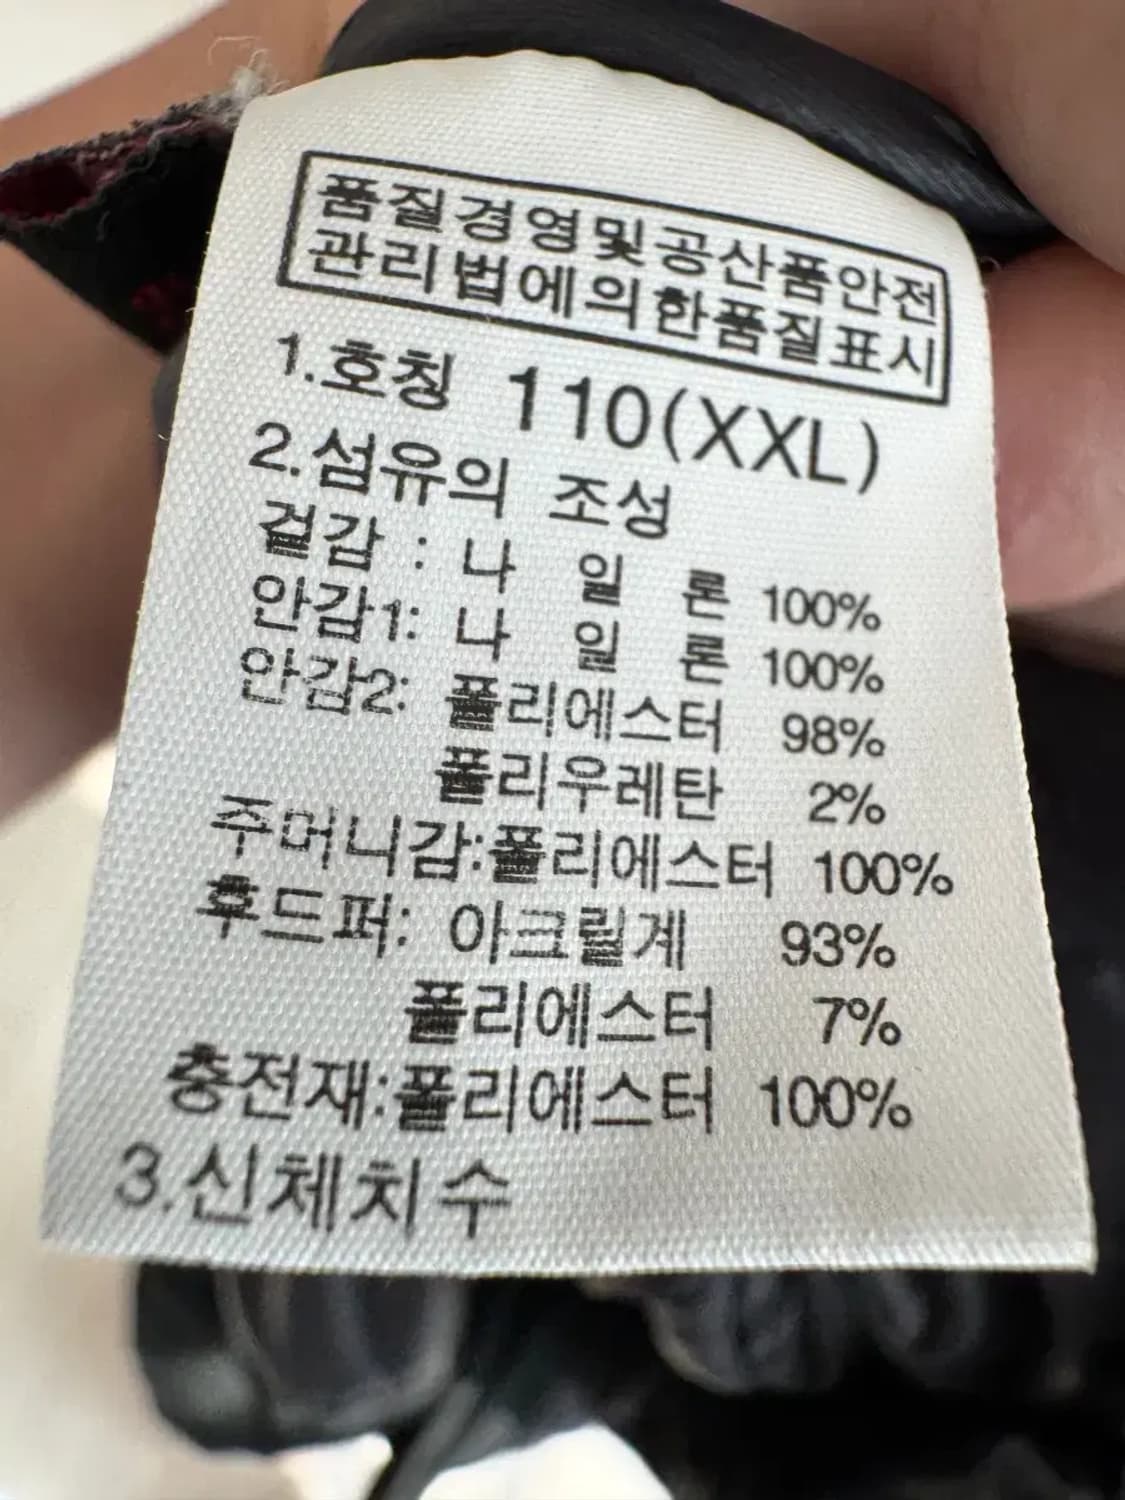 품질경영및공산품안전
관리법에의한품질표시
1.호칭 110(XXL)
2.섬유의 조성
겉감 : 나 일 론 100%
안감1: 나 일 론 100%
안감2: 폴리에스터 98%
폴리우레탄 2%
주머니감:폴리에스터 100%
후드퍼: 아크릴계 93%
폴리에스터 7%
충전재:폴리에스터 100%
3.신체치수